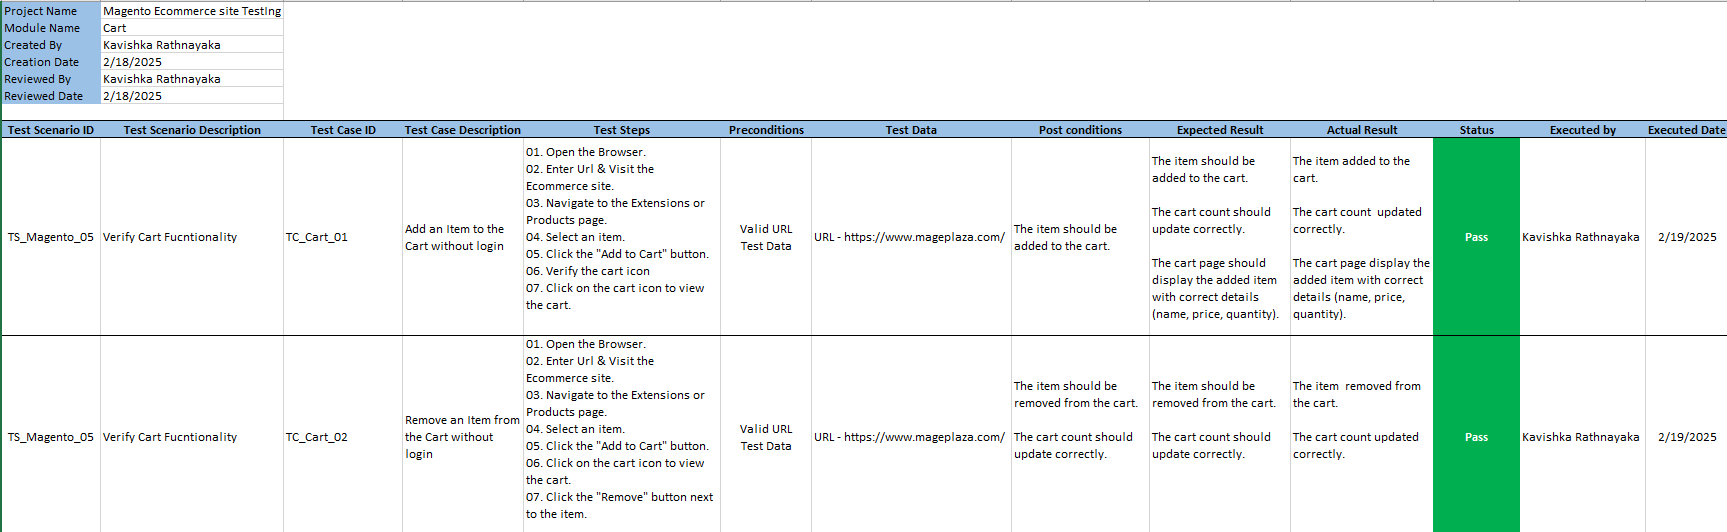 Project Name Magento Ecommerce site Testing
Module Name Cart
Created By Kavishka Rathnayaka
Creation Date 2/18/2025
Reviewed By Kavishka Rathnayaka
Reviewed Date 2/18/2025
Test Scenario ID Test Scenario Description Test Case ID Test Case Description Test Steps Preconditions Test Data Post conditions Expected Result Actual Result Status Executed by Executed Date
TS_Magento_05
Verify Cart Fucntionality
TC_Cart_01
Add an Item to the
Cart without login
01. Open the Browser.
02. Enter Url & Visit the
Ecommerce site.
03. Navigate to the Extensions or
Products page.
04. Select an item.
05. Click the "Add to Cart" button.
06. Verify the cart icon
07. Click on the cart icon to view
the cart.
Valid URL
Test Data
URL - https://www.mageplaza.com/
The item should be
added to the cart.
The item should be
added to the cart.
The cart count should
update correctly.
The cart page should
display the added item
with correct details
(name, price, quantity).
The item added to the
cart.
The cart count  updated
correctly.
The cart page display the
added item with correct
details (name, price,
quantity).
Pass
Kavishka Rathnayaka
2/19/2025
TS_Magento_05
Verify Cart Fucntionality
TC_Cart_02
Remove an Item from
the Cart without
login
01. Open the Browser.
02. Enter Url & Visit the
Ecommerce site.
03. Navigate to the Extensions or
Products page.
04. Select an item.
05. Click the "Add to Cart" button.
06. Click on the cart icon to view
the cart.
07. Click the "Remove" button next
to the item.
Valid URL
Test Data
URL - https://www.mageplaza.com/
The item should be
removed from the cart.
The cart count should
update correctly.
The item should be
removed from the cart.
The cart count should
update correctly.
The item  removed from
the cart.
The cart count updated
correctly.
Pass
Kavishka Rathnayaka
2/19/2025